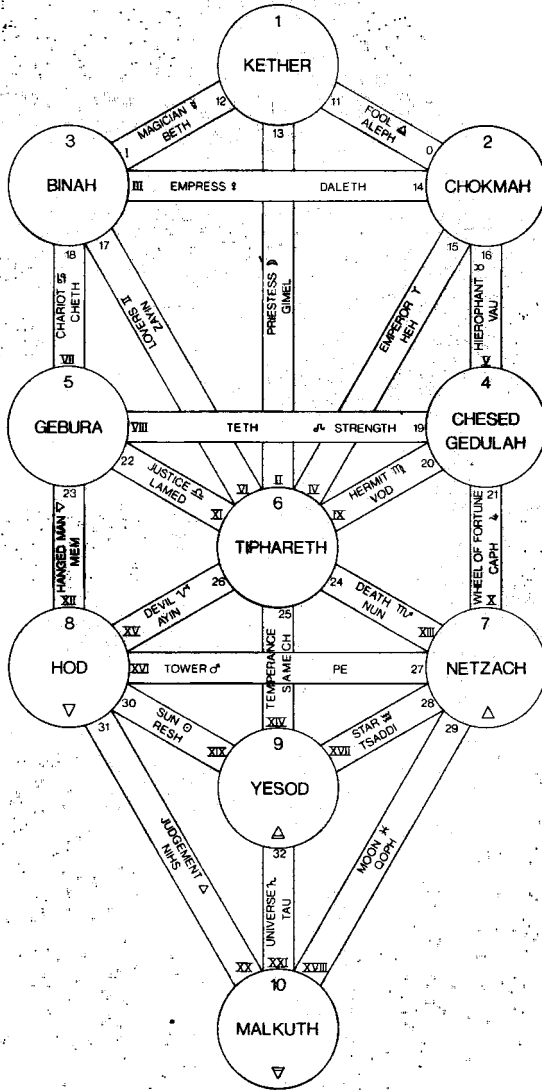 1
KETHER
12
13
11
MAGICIAN ☿
BETH
I
FOOL 🜁
ALEPH
0
3
BINAH
2
CHOKMAH
III EMPRESS ♀ DALETH 14
18
17
15
16
CHARIOT ♋
CHETH
VII
LOVERS II
ZAYIN
VI
PRIESTESS ☽
GIMEL
II
EMPEROR ♈
HEH
IV
HIEROPHANT ♉
VAU
V
5
GEBURA
4
CHESED
GEDULAH
VIII TETH ♌ STRENGTH 19
22
JUSTICE ♎
LAMED
XI
20
HERMIT ♍
VOD
IX
23
HANGED MAN ▽
MEM
XII
21
WHEEL OF FORTUNE
CAPH ♃
X
6
TIPHARETH
26
DEVIL ♑
AYIN
XV
25
TEMPERANCE
SAMECH
XIV
24
DEATH ♏
NUN
XIII
8
HOD
▽
7
NETZACH
△
XVI TOWER ♂ PE 27
30
SUN ☉
RESH
XIX
28
STAR ♒
TSADDI
XVII
31
29
9
YESOD
🜁
32
JUDGEMENT △
NIHS
XX
UNIVERSE ♄
TAU
XXI
MOON ♓
QOPH
XVIII
10
MALKUTH
🜃